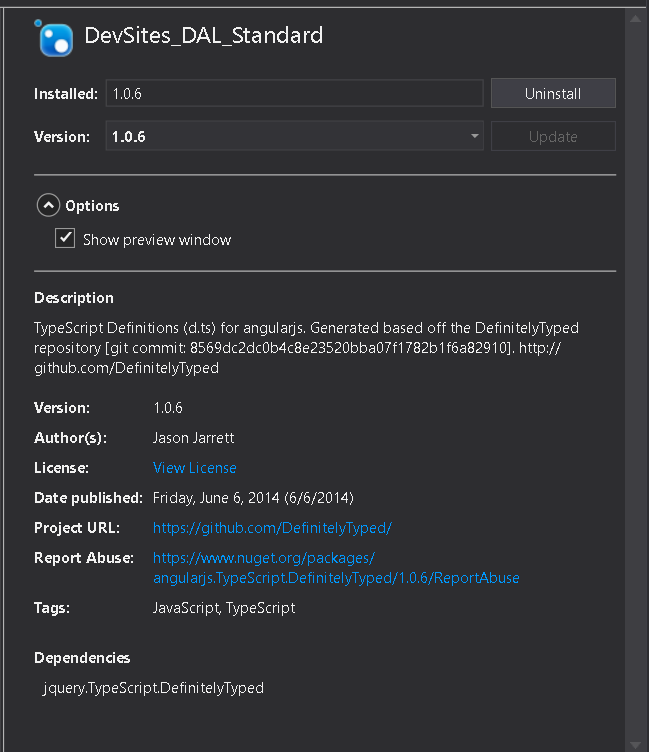 DevSites_DAL_Standard
Installed: 1.0.6 Uninstall
Version: 1.0.6 Update
Options
Show preview window
Description
TypeScript Definitions (d.ts) for angularjs. Generated based off the DefinitelyTyped
repository [git commit: 8569dc2dc0b4c8e23520bba07f1782b1f6a82910]. http://
github.com/DefinitelyTyped
Version: 1.0.6
Author(s): Jason Jarrett
License: View License
Date published: Friday, June 6, 2014 (6/6/2014)
Project URL: https://github.com/DefinitelyTyped/
Report Abuse: https://www.nuget.org/packages/
angularjs.TypeScript.DefinitelyTyped/1.0.6/ReportAbuse
Tags: JavaScript, TypeScript
Dependencies
jquery.TypeScript.DefinitelyTyped